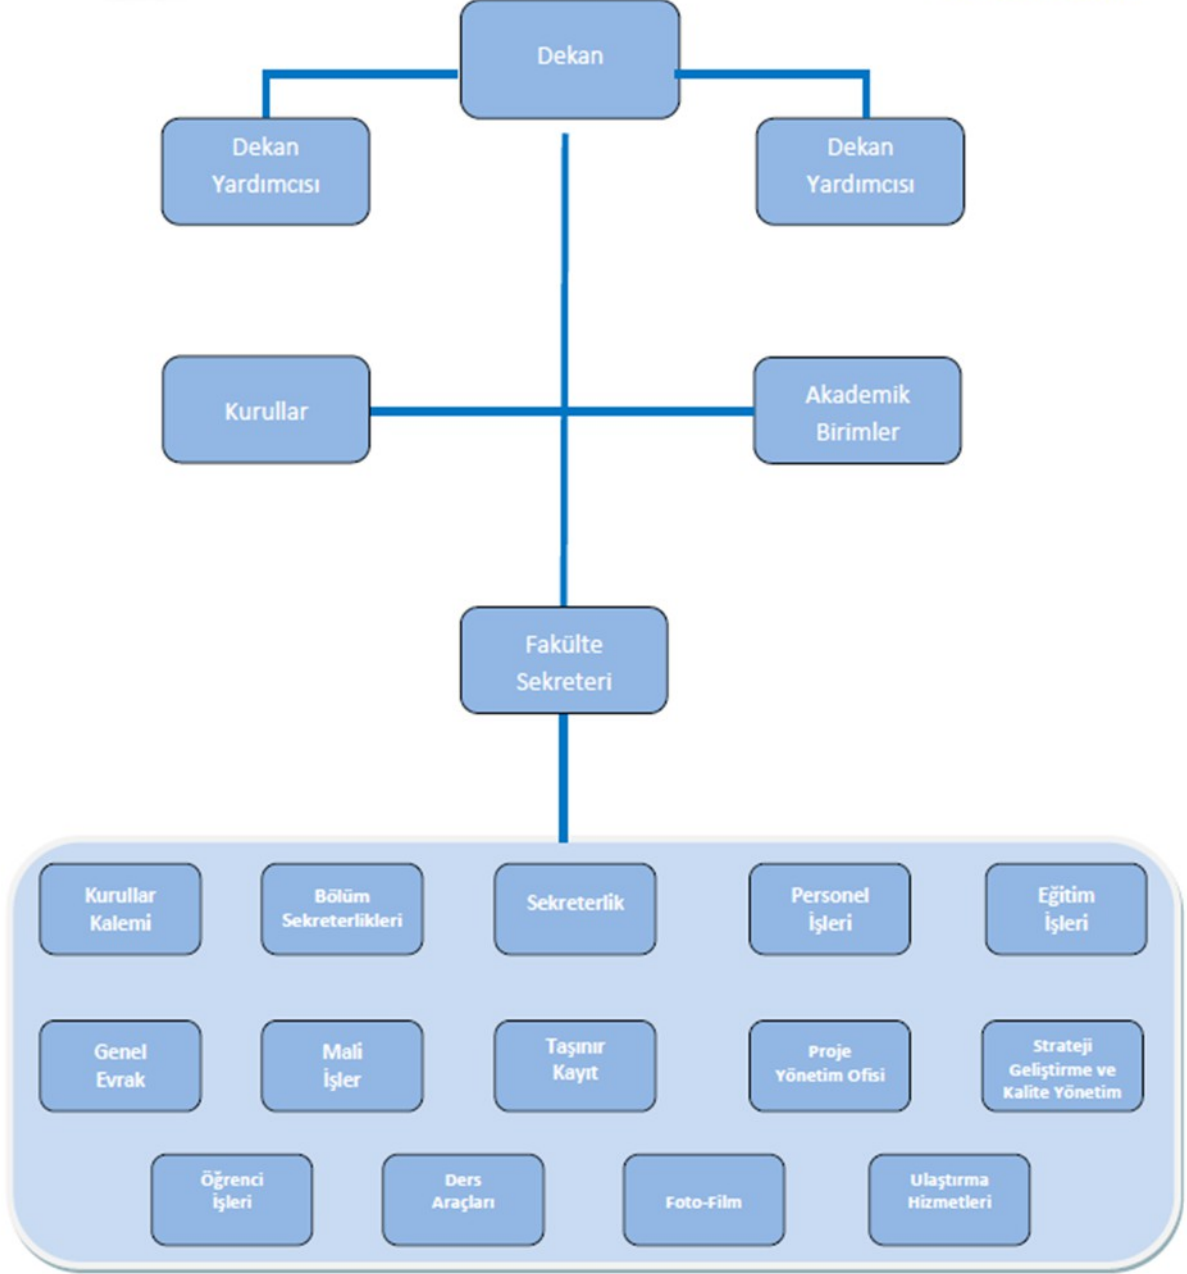 Dekan
Dekan
Yardımcısı
Dekan
Yardımcısı
Kurullar
Akademik
Birimler
Fakülte
Sekreteri
Kurullar
Kalemi
Bölüm
Sekreterlikleri
Sekreterlik
Personel
İşleri
Eğitim
İşleri
Genel
Evrak
Mali
İşler
Taşınır
Kayıt
Proje
Yönetim Ofisi
Strateji
Geliştirme ve
Kalite Yönetim
Öğrenci
İşleri
Ders
Araçları
Foto-Film
Ulaştırma
Hizmetleri